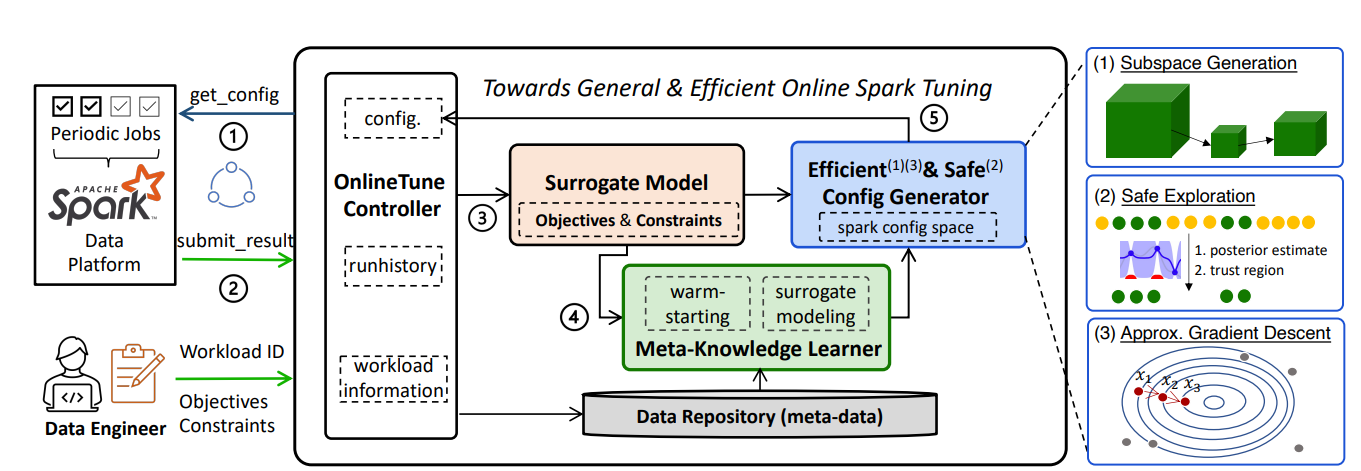 Towards General & Efficient Online Spark Tuning
get_config
①
Periodic Jobs
APACHE
Spark™
Data
Platform
submit_result
②
Workload ID
Objectives
Constraints
Data Engineer
config.
OnlineTune
Controller
runhistory
workload
information
③
Surrogate Model
Objectives & Constraints
④
warm-
starting
surrogate
modeling
Meta-Knowledge Learner
Data Repository (meta-data)
⑤
Efficient(1)(3)& Safe(2)
Config Generator
spark config space
(1) Subspace Generation
(2) Safe Exploration
1. posterior estimate
2. trust region
(3) Approx. Gradient Descent
x₁ x₂ x₃